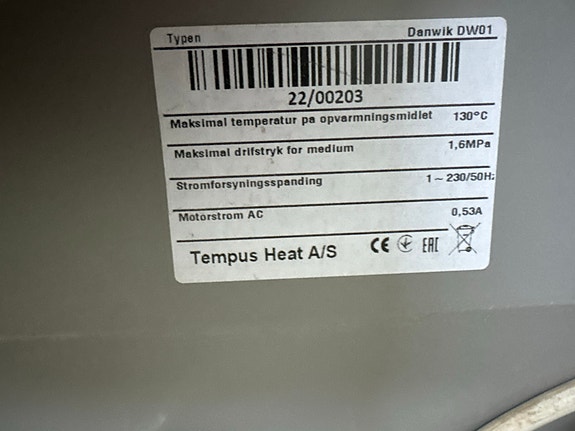 Typen Danwik DW01
22/00203
Maksimal temperatur pa opvarmningsmidlet 130°C
Maksimal drifstryk for medium 1,6MPa
Stromforsyningsspanding 1 ~ 230/50Hz
Motorstrom AC 0,53A
Tempus Heat A/S CE EAC